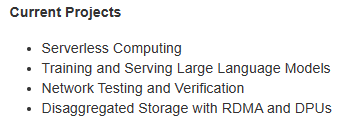 Current Projects
• Serverless Computing
• Training and Serving Large Language Models
• Network Testing and Verification
• Disaggregated Storage with RDMA and DPUs